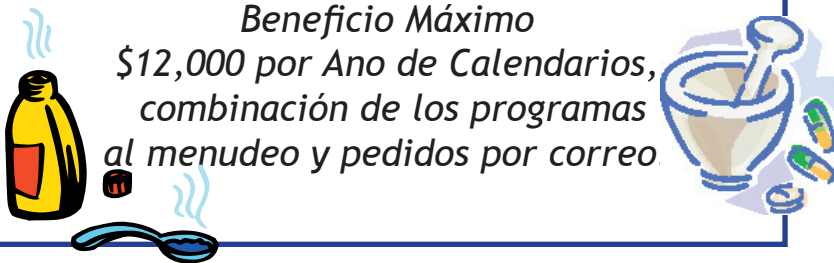 Beneficio Máximo
$12,000 por Ano de Calendarios,
combinación de los programas
al menudeo y pedidos por correo.